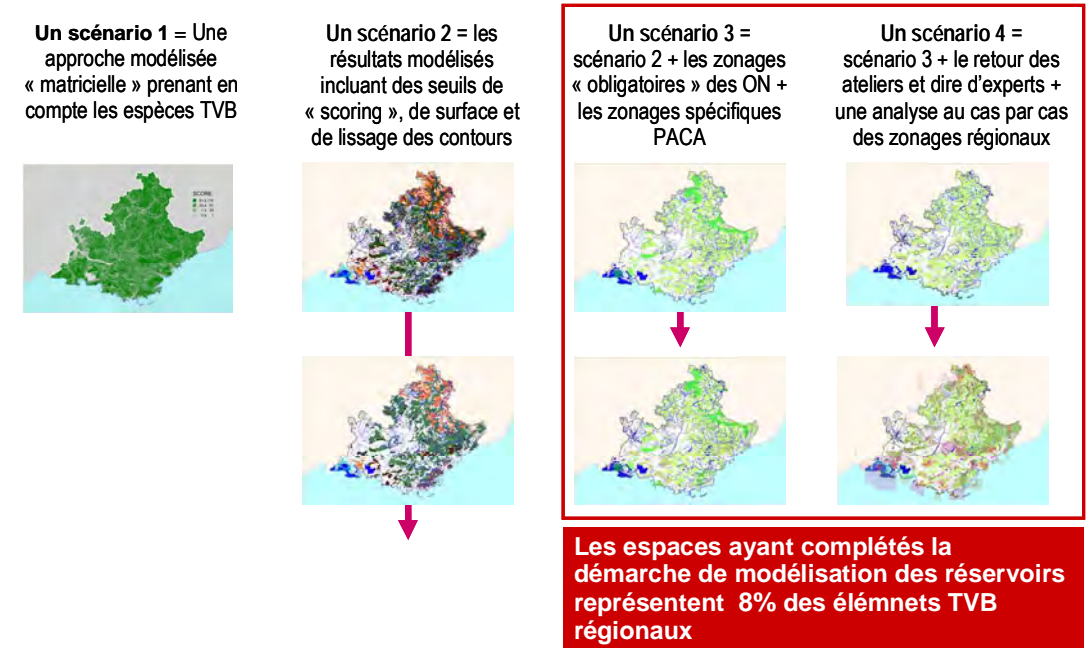 Un scénario 1 = Une
approche modélisée
« matricielle » prenant en
compte les espèces TVB
Un scénario 2 = les
résultats modélisés
incluant des seuils de
« scoring », de surface et
de lissage des contours
Un scénario 3 =
scénario 2 + les zonages
« obligatoires » des ON +
les zonages spécifiques
PACA
Un scénario 4 =
scénario 3 + le retour des
ateliers et dire d'experts +
une analyse au cas par cas
des zonages régionaux
SCORE
Les espaces ayant complétés la
démarche de modélisation des réservoirs
représentent 8% des élémnets TVB
régionaux